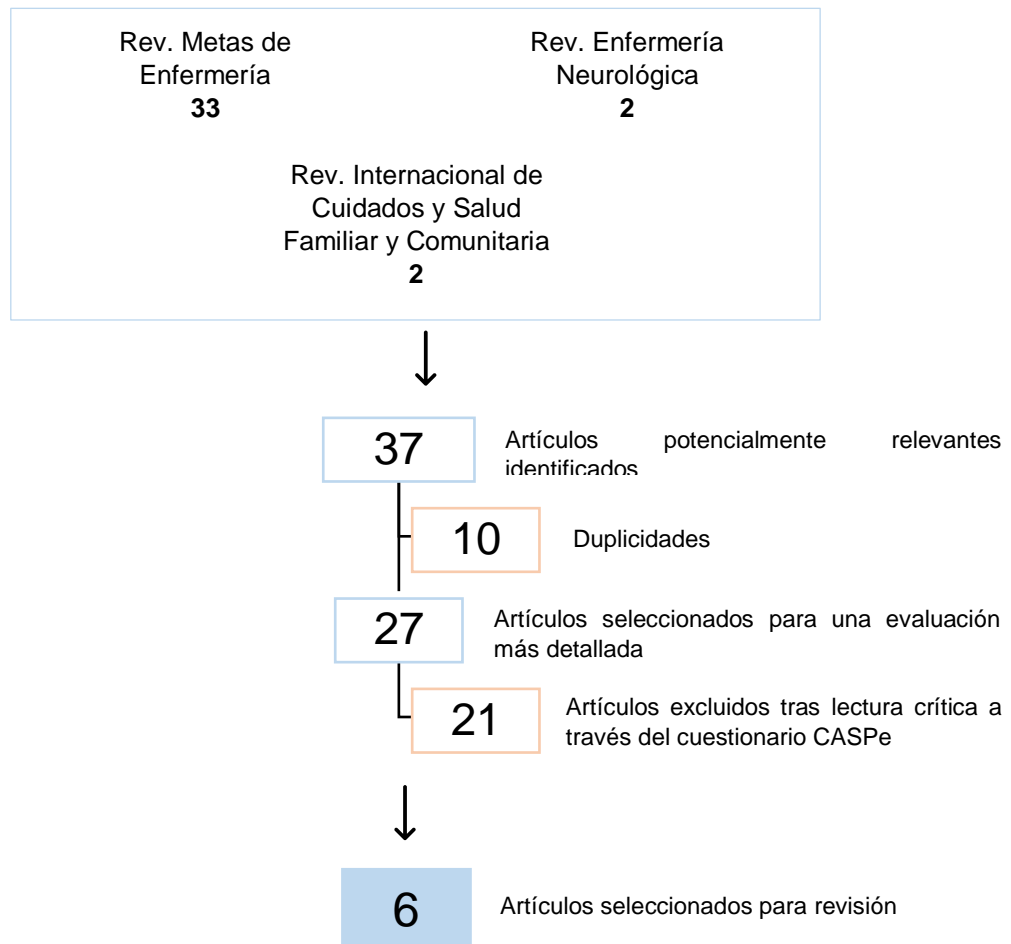 Rev. Metas de
Enfermería
33
Rev. Enfermería
Neurológica
2
Rev. Internacional de
Cuidados y Salud
Familiar y Comunitaria
2
37
Artículos potencialmente relevantes
identificados
10
Duplicidades
27
Artículos seleccionados para una evaluación
más detallada
21
Artículos excluidos tras lectura crítica a
través del cuestionario CASPe
6
Artículos seleccionados para revisión